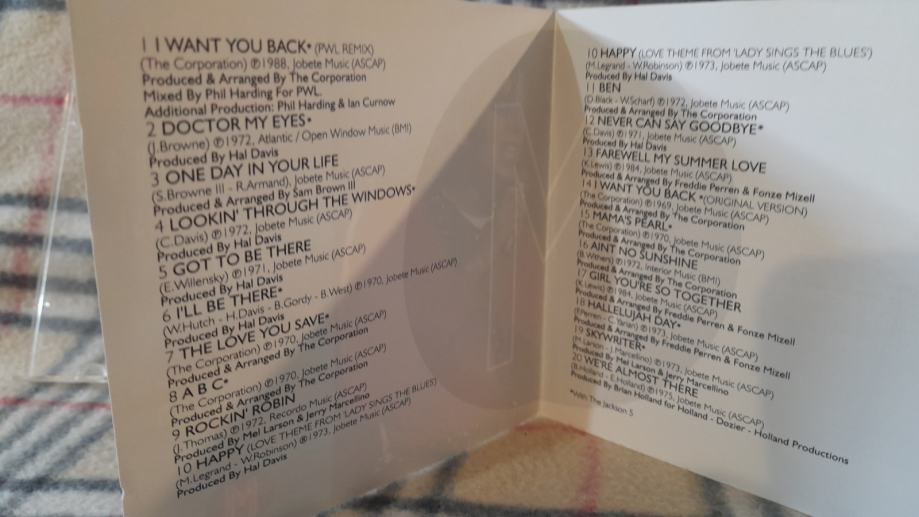 1 I WANT YOU BACK* (PWL REMIX)
(The Corporation) ℗1988, Jobete Music (ASCAP)
Produced & Arranged By The Corporation
Mixed By Phil Harding For PWL.
Additional Production: Phil Harding & Ian Curnow
2 DOCTOR MY EYES*
(J.Browne) ℗1972, Atlantic / Open Window Music (BMI)
Produced By Hal Davis
3 ONE DAY IN YOUR LIFE
(S.Browne III - R.Armand), Jobete Music (ASCAP)
Produced & Arranged By Sam Brown III
4 LOOKIN' THROUGH THE WINDOWS*
(C.Davis) ℗1972, Jobete Music (ASCAP)
Produced By Hal Davis
5 GOT TO BE THERE
(E.Willensky) ℗1971, Jobete Music (ASCAP)
Produced By Hal Davis
6 I'LL BE THERE*
(W.Hutch - H.Davis - B.Gordy - B.West) ℗1970, Jobete Music (ASCAP)
Produced By Hal Davis
7 THE LOVE YOU SAVE*
(The Corporation) ℗1970, Jobete Music (ASCAP)
Produced & Arranged By The Corporation
8 A B C*
(The Corporation) ℗1970, Jobete Music (ASCAP)
Produced & Arranged By The Corporation
9 ROCKIN' ROBIN
(J.Thomas) ℗1972, Recordo Music (ASCAP)
Produced By Mel Larson & Jerry Marcellino
10 HAPPY (LOVE THEME FROM 'LADY SINGS THE BLUES')
(M.Legrand - W.Robinson) ℗1973, Jobete Music (ASCAP)
Produced By Hal Davis
10 HAPPY (LOVE THEME FROM 'LADY SINGS THE BLUES')
(M.Legrand - W.Robinson) ℗1973, Jobete Music (ASCAP)
Produced By Hal Davis
11 BEN
(D.Black - W.Scharf) ℗1972, Jobete Music (ASCAP)
Produced & Arranged By The Corporation
12 NEVER CAN SAY GOODBYE*
(C.Davis) ℗1971, Jobete Music (ASCAP)
Produced By Hal Davis
13 FAREWELL MY SUMMER LOVE
(K.Lewis) ℗1984, Jobete Music (ASCAP)
Produced & Arranged By Freddie Perren & Fonze Mizell
14 I WANT YOU BACK *(ORIGINAL VERSION)
(The Corporation) ℗1969, Jobete Music (ASCAP)
Produced & Arranged By The Corporation
15 MAMA'S PEARL*
(The Corporation) ℗1970, Jobete Music (ASCAP)
Produced & Arranged By The Corporation
16 AINT NO SUNSHINE
(B.Withers) ℗1972, Interior Music (BMI)
Produced & Arranged By The Corporation
17 GIRL YOU'RE SO TOGETHER
(K.Lewis) ℗1984, Jobete Music (ASCAP)
Produced & Arranged By Freddie Perren & Fonze Mizell
18 HALLELUJAH DAY*
(F.Perren - C.Yarian) ℗1973, Jobete Music (ASCAP)
Produced & Arranged By Freddie Perren & Fonze Mizell
19 SKYWRITER*
(M.Larson - J.Marcellino) ℗1973, Jobete Music (ASCAP)
Produced By Mel Larson & Jerry Marcellino
20 WE'RE ALMOST THERE
(B.Holland - E.Holland) ℗1975, Jobete Music (ASCAP)
Produced By Brian Holland for Holland - Dozier - Holland Productions
*With The Jackson 5